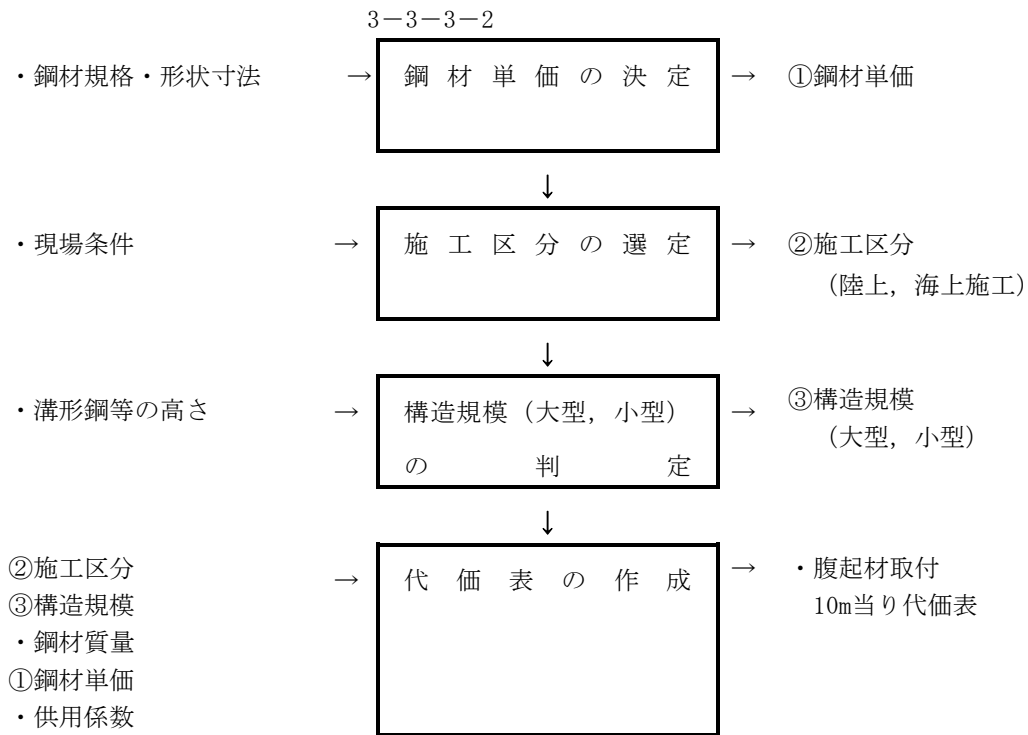 3－3－3－2
・鋼材規格・形状寸法 → 鋼材単価の決定 → ①鋼材単価
↓
・現場条件 → 施工区分の選定 → ②施工区分
（陸上，海上施工）
↓
・溝形鋼等の高さ → 構造規模（大型，小型） → ③構造規模
の判定 （大型，小型）
↓
②施工区分 → 代価表の作成 → ・腹起材取付
③構造規模 10m当り代価表
・鋼材質量
①鋼材単価
・供用係数